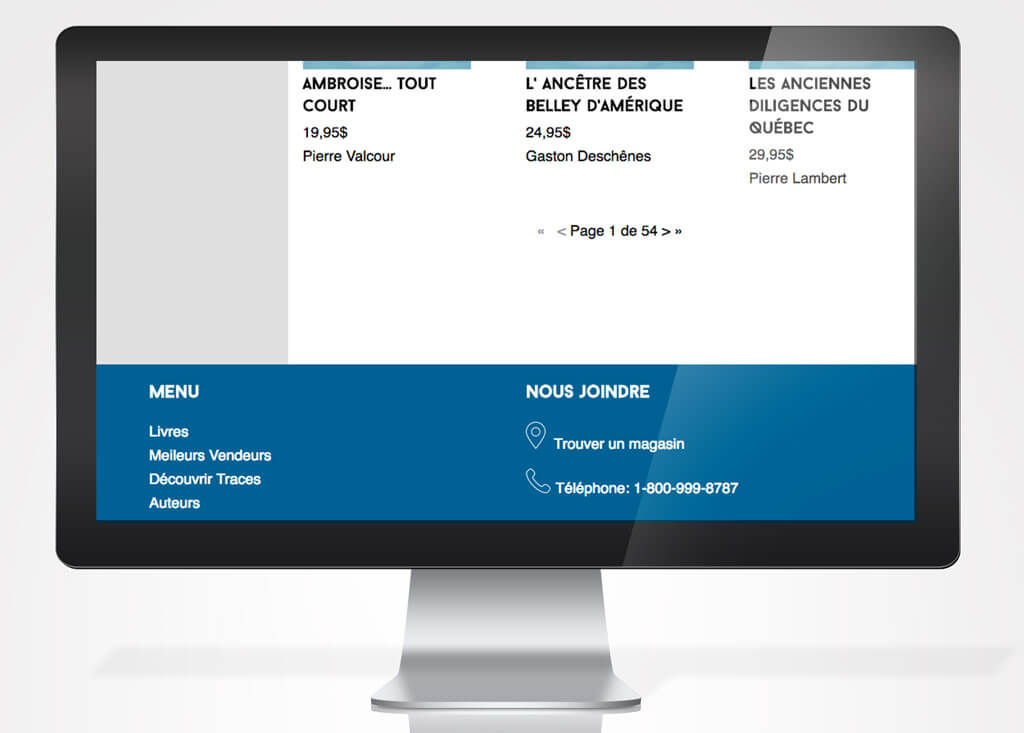 AMBROISE... TOUT
COURT
19,95$
Pierre Valcour
L' ANCÊTRE DES
BELLEY D'AMÉRIQUE
24,95$
Gaston Deschênes
LES ANCIENNES
DILIGENCES DU
QUÉBEC
29,95$
Pierre Lambert
« < Page 1 de 54 > »
MENU
Livres
Meileurs Vendeurs
Découvrir Traces
Auteurs
NOUS JOINDRE
Trouver un magasin
Téléphone: 1-800-999-8787